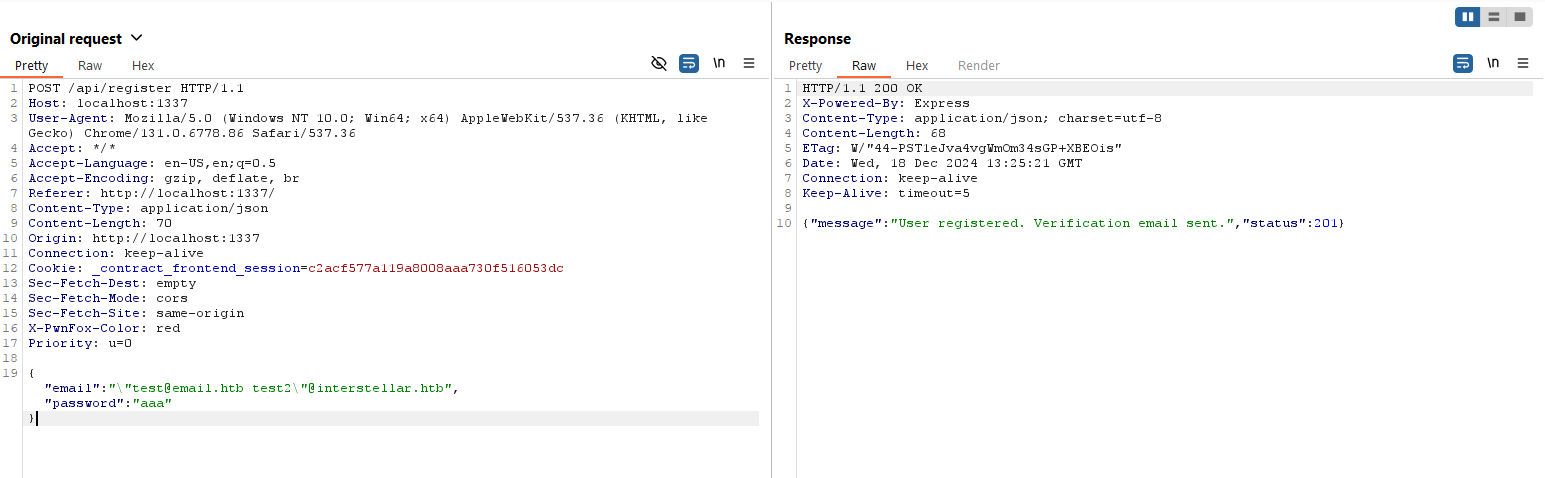 Original request
Pretty Raw Hex
\n
1 POST /api/register HTTP/1.1
2 Host: localhost:1337
3 User-Agent: Mozilla/5.0 (Windows NT 10.0; Win64; x64) AppleWebKit/537.36 (KHTML, like
Gecko) Chrome/131.0.6778.86 Safari/537.36
4 Accept: */*
5 Accept-Language: en-US,en;q=0.5
6 Accept-Encoding: gzip, deflate, br
7 Referer: http://localhost:1337/
8 Content-Type: application/json
9 Content-Length: 70
10 Origin: http://localhost:1337
11 Connection: keep-alive
12 Cookie: _contract_frontend_session=c2acf577a119a8008aaa730f516053dc
13 Sec-Fetch-Dest: empty
14 Sec-Fetch-Mode: cors
15 Sec-Fetch-Site: same-origin
16 X-PwnFox-Color: red
17 Priority: u=0
18
19 {
"email":"\"test@email.htb test2\"@interstellar.htb",
"password":"aaa"
}
Response
Pretty Raw Hex Render
\n
1 HTTP/1.1 200 OK
2 X-Powered-By: Express
3 Content-Type: application/json; charset=utf-8
4 Content-Length: 68
5 ETag: W/"44-PST1eJva4vgWmOm34sGP+XBEOis"
6 Date: Wed, 18 Dec 2024 13:25:21 GMT
7 Connection: keep-alive
8 Keep-Alive: timeout=5
9
10 {"message":"User registered. Verification email sent.","status":201}